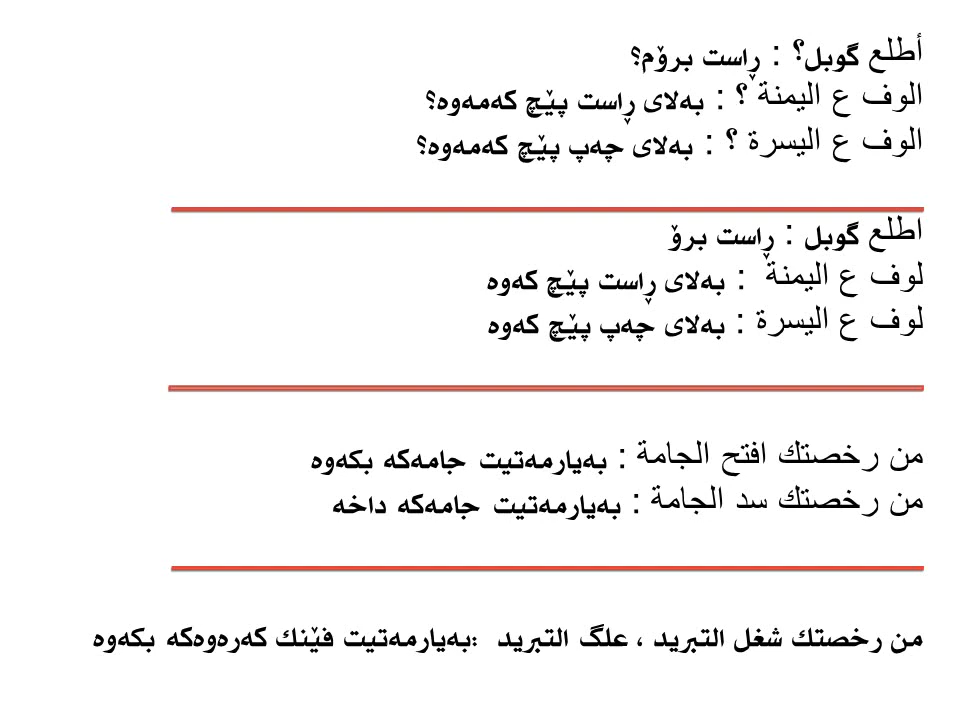 أطلع گوبل؟ : ڕاست برۆم؟
الوف ع اليمنة ؟ : بەلای ڕاست پێچ کەمەوە؟
الوف ع اليسرة ؟ : بەلای چەپ پێچ کەمەوە؟
اطلع گوبل : ڕاست برۆ
لوف ع اليمنة : بەلای ڕاست پێچ کەوە
لوف ع اليسرة : بەلای چەپ پێچ کەوە
من رخصتك افتح الجامة : بەیارمەتیت جامەکە بکەوە
من رخصتك سد الجامة : بەیارمەتیت جامەکە داخە
من رخصتك شغل التبريد ، علگ التبريد :بەیارمەتیت فێنك کەرەوەکە بکەوە